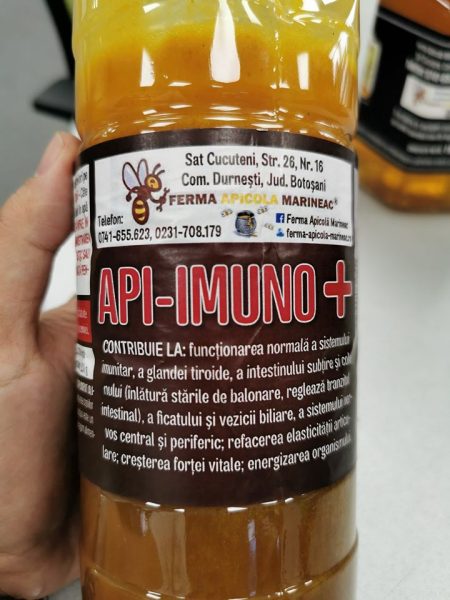 Sat Cucuteni, Str. 26, Nr. 16
Com. Durnești, Jud. Botoșani
FERMA APICOLA MARINEAC®
Telefon:
0741-655.623, 0231-708.179
Ferma Apicolă Marineac
ferma-apicola-marineac.ro
API-IMUNO +
CONTRIBUIE LA: funcționarea normală a sistemului
imunitar, a glandei tiroide, a intestinului subțire și
nului (înlătură stările de balonare, reglează tranzitul
intestinal), a ficatului și vezicii biliare, a sistemului ner-
vos central și periferic; refacerea elasticității articu-
lare; creșterea forței vitale; energizarea organismului.